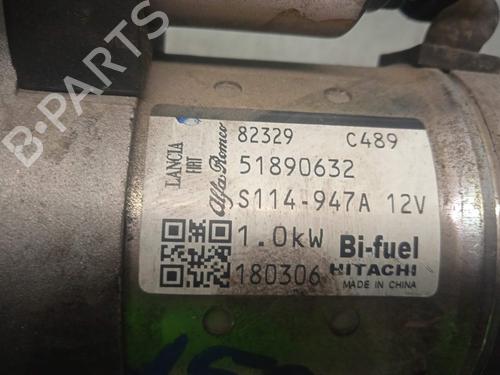 B-PARTS
LANCIA
FIAT
Alfa Romeo
82329 C489
51890632
S114-947A 12V
1.0kW Bi-fuel
180306 HITACHI
MADE IN CHINA